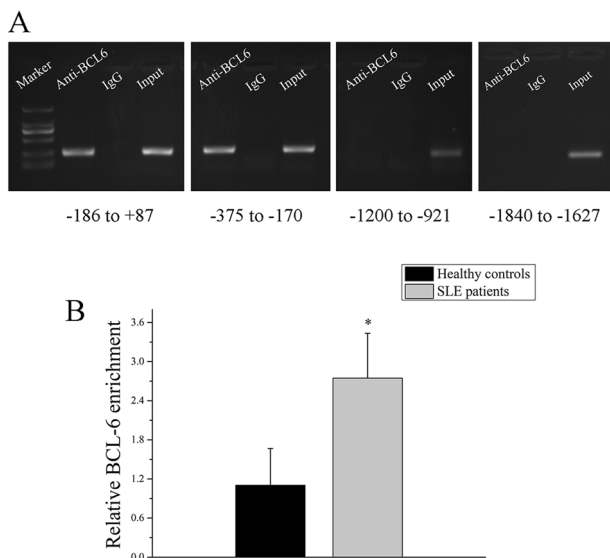 A
Marker Anti-BCL6 IgG Input
Anti-BCL6 IgG Input
Anti-BCL6 IgG Input
Anti-BCL6 IgG Input
-186 to +87
-375 to -170
-1200 to -921
-1840 to -1627
B
Healthy controls
SLE patients
Relative BCL-6 enrichment
3.6
3.0
2.4
1.8
1.2
0.6
0.0
*